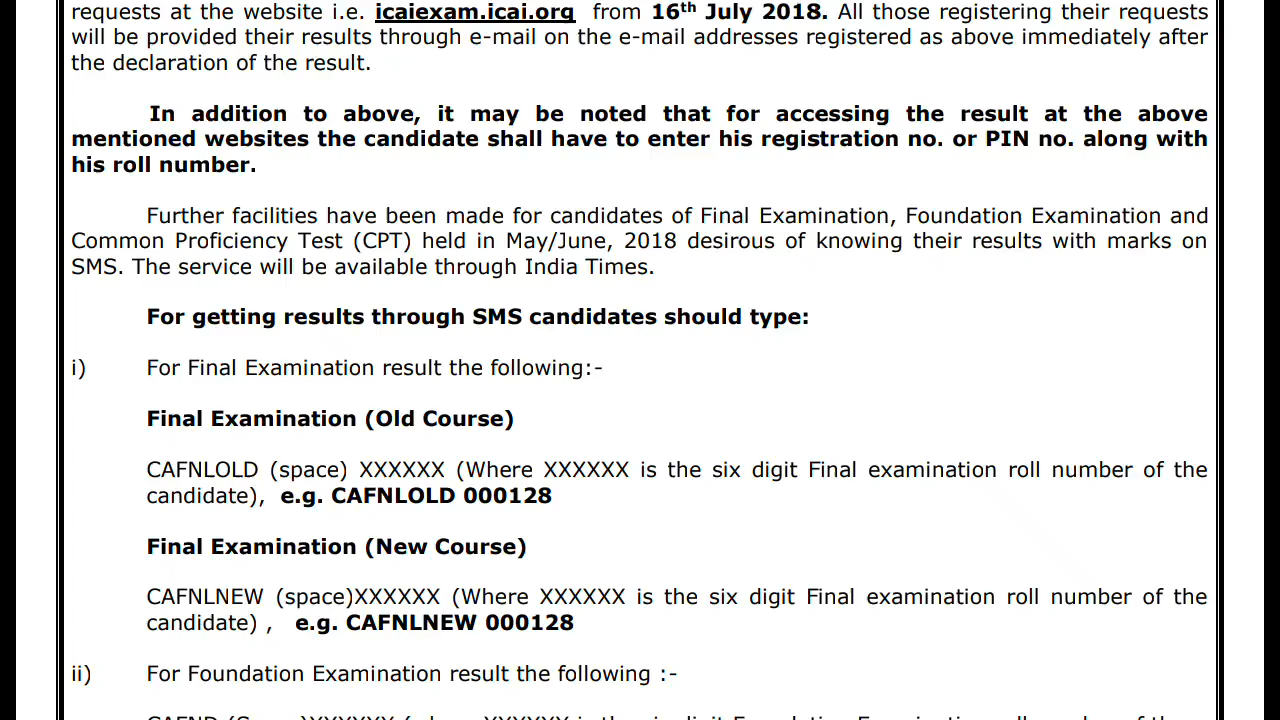 requests at the website i.e. icaiexam.icai.org from 16th July 2018. All those registering their requests
will be provided their results through e-mail on the e-mail addresses registered as above immediately after
the declaration of the result.
In addition to above, it may be noted that for accessing the result at the above
mentioned websites the candidate shall have to enter his registration no. or PIN no. along with
his roll number.
Further facilities have been made for candidates of Final Examination, Foundation Examination and
Common Proficiency Test (CPT) held in May/June, 2018 desirous of knowing their results with marks on
SMS. The service will be available through India Times.
For getting results through SMS candidates should type:
i) For Final Examination result the following:-
Final Examination (Old Course)
CAFNLOLD (space) XXXXXX (Where XXXXXX is the six digit Final examination roll number of the
candidate), e.g. CAFNLOLD 000128
Final Examination (New Course)
CAFNLNEW (space)XXXXXX (Where XXXXXX is the six digit Final examination roll number of the
candidate) , e.g. CAFNLNEW 000128
ii) For Foundation Examination result the following :-